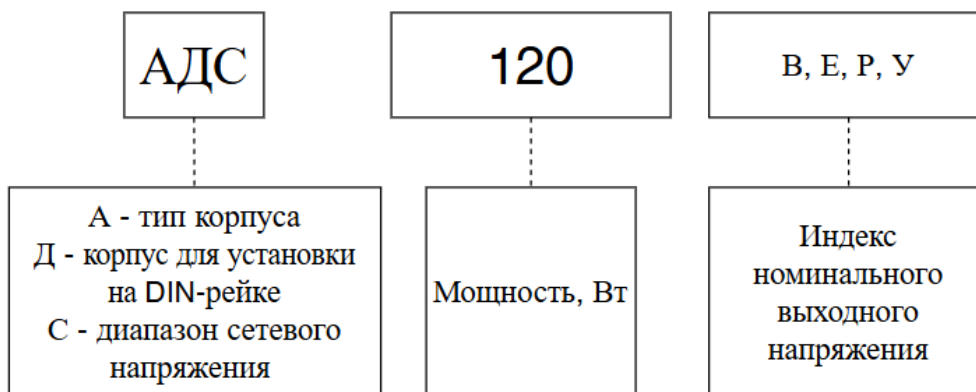 АДС
120
В, Е, Р, У
А - тип корпуса
Д - корпус для установки
на DIN-рейке
С - диапазон сетевого
напряжения
Мощность, Вт
Индекс
номинального
выходного
напряжения